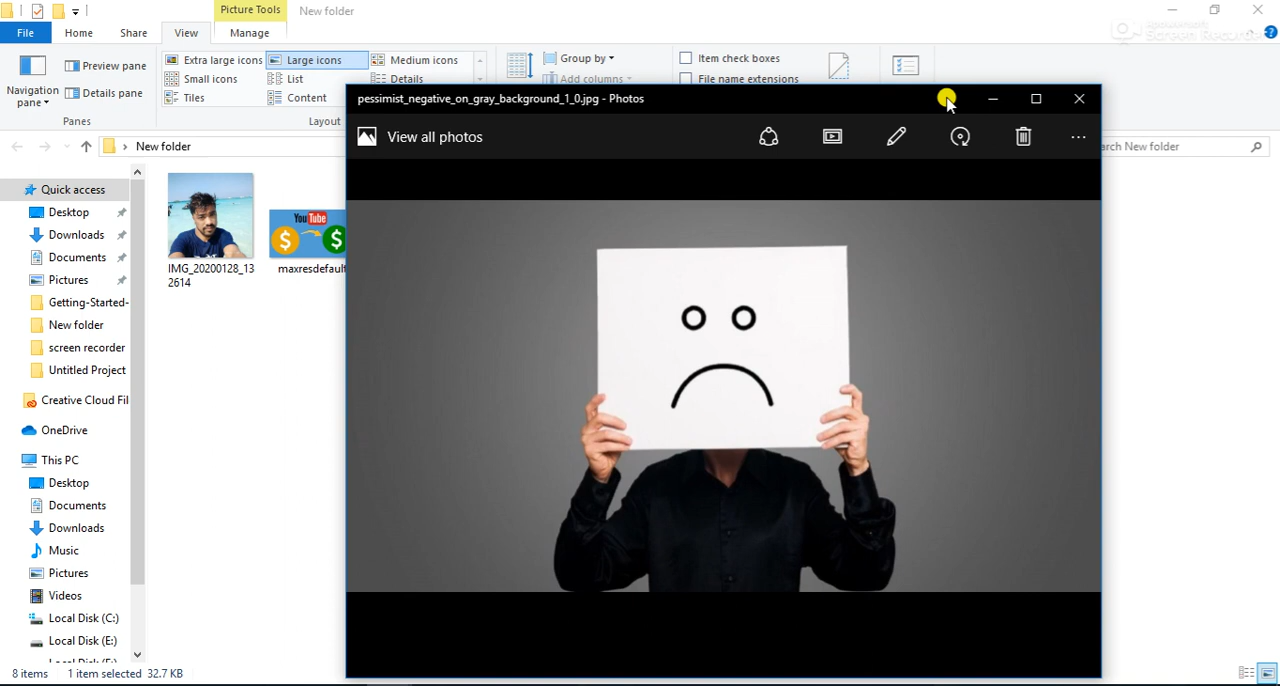 Picture Tools
New folder
File
Home
Share
View
Manage
Navigation
pane
Preview pane
Details pane
Panes
Extra large icons
Large icons
Medium icons
Small icons
List
Details
Tiles
Content
Layout
Group by
Add columns
Item check boxes
File name extensions
New folder
arch New folder
Quick access
Desktop
Downloads
Documents
Pictures
Getting-Started-
New folder
screen recorder
Untitled Project
Creative Cloud Fil
OneDrive
This PC
Desktop
Documents
Downloads
Music
Pictures
Videos
Local Disk (C:)
Local Disk (E:)
IMG_20200128_13
2614
You Tube
$ $
maxresdefault
pessimist_negative_on_gray_background_1_0.jpg - Photos
View all photos
8 items
1 item selected 32.7 KB